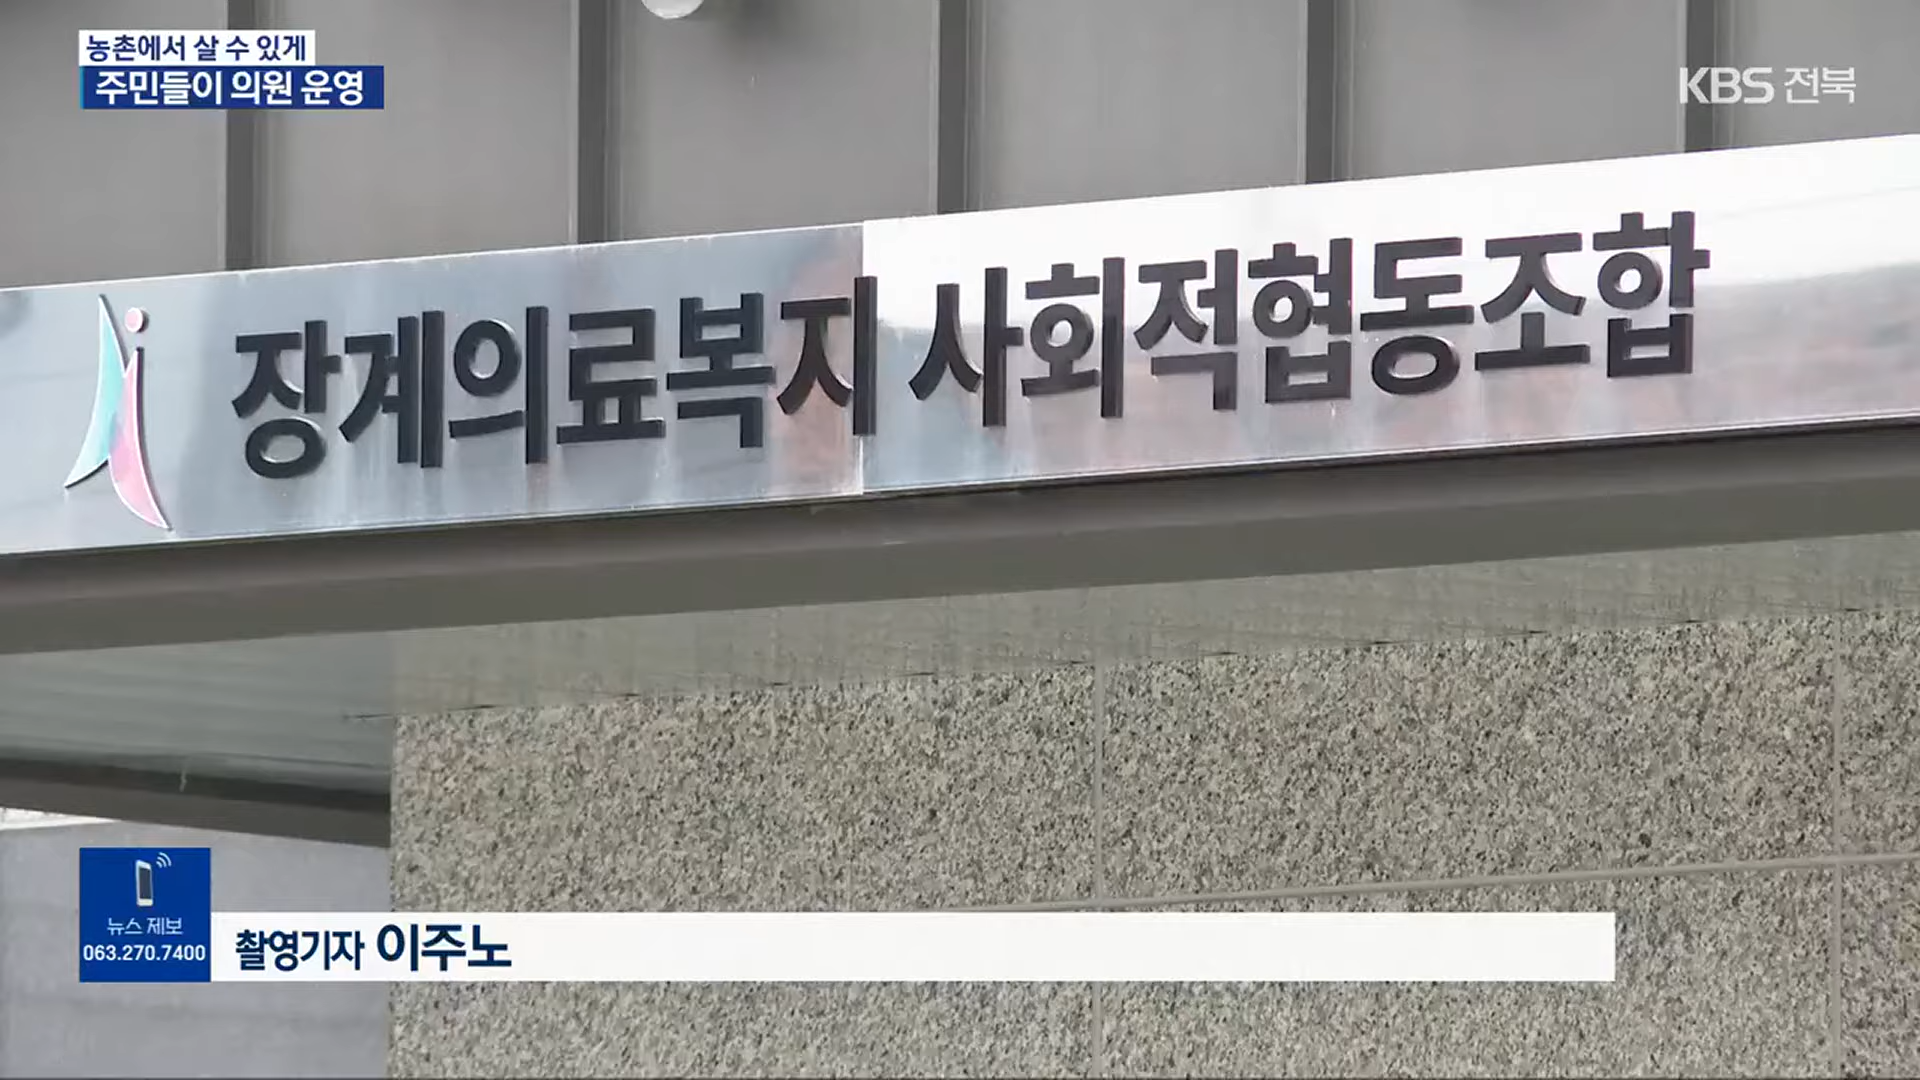 농촌에서 살 수 있게
주민들이 의원 운영
KBS 전북
장계의료복지 사회적협동조합
뉴스 제보
063.270.7400
촬영기자 이주노